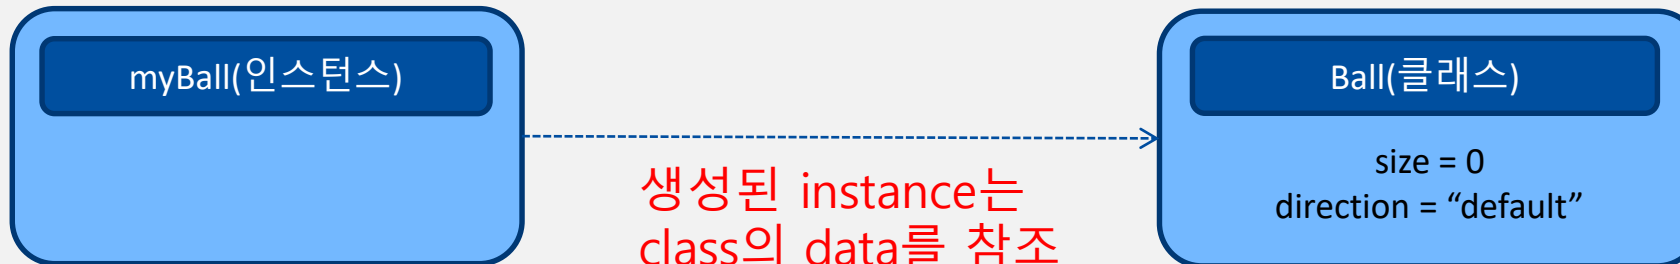 myBall(인스턴스)
Ball(클래스)
size = 0
direction = “default”
생성된 instance는
class의 data를 참조